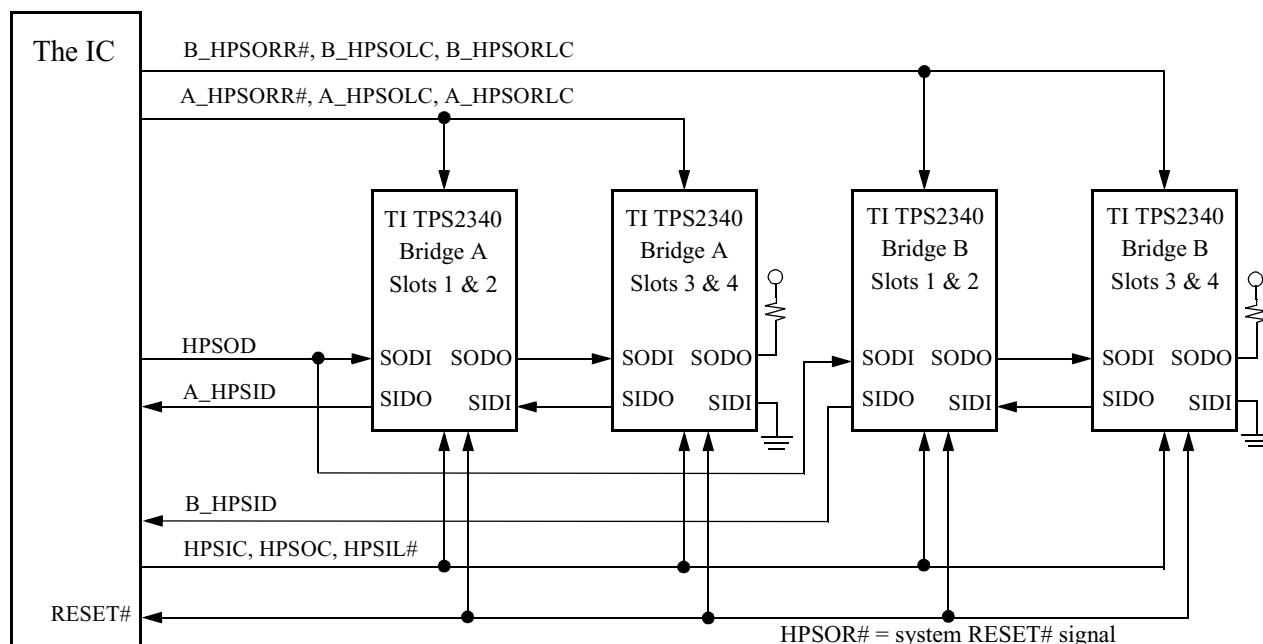 The IC
B_HPSORR#, B_HPSOLC, B_HPSORLC
A_HPSORR#, A_HPSOLC, A_HPSORLC
TI TPS2340
Bridge A
Slots 1 & 2
SODI SODO
SIDO SIDI
TI TPS2340
Bridge A
Slots 3 & 4
SODI SODO
SIDO SIDI
TI TPS2340
Bridge B
Slots 1 & 2
SODI SODO
SIDO SIDI
TI TPS2340
Bridge B
Slots 3 & 4
SODI SODO
SIDO SIDI
HPSOD
A_HPSID
B_HPSID
HPSIC, HPSOC, HPSIL#
RESET#
HPSOR# = system RESET# signal